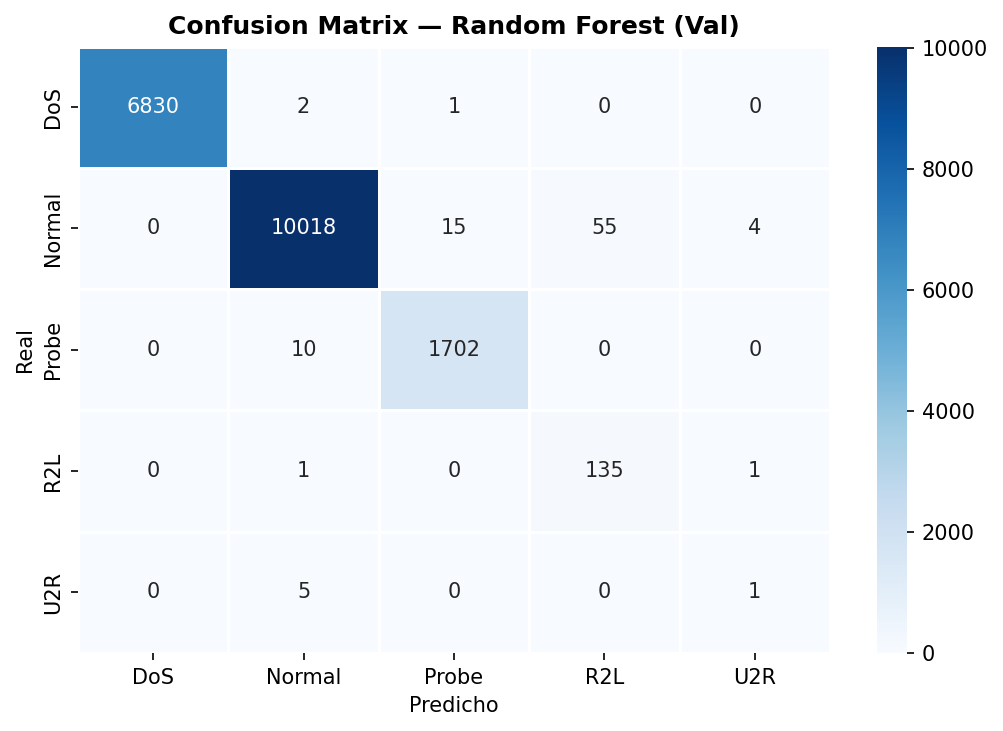 Confusion Matrix — Random Forest (Val)
DoS 6830 2 1 0 0
Normal 0 10018 15 55 4
Probe 0 10 1702 0 0
R2L 0 1 0 135 1
U2R 0 5 0 0 1
DoS Normal Probe R2L U2R
Predicho
Real
10000
8000
6000
4000
2000
0